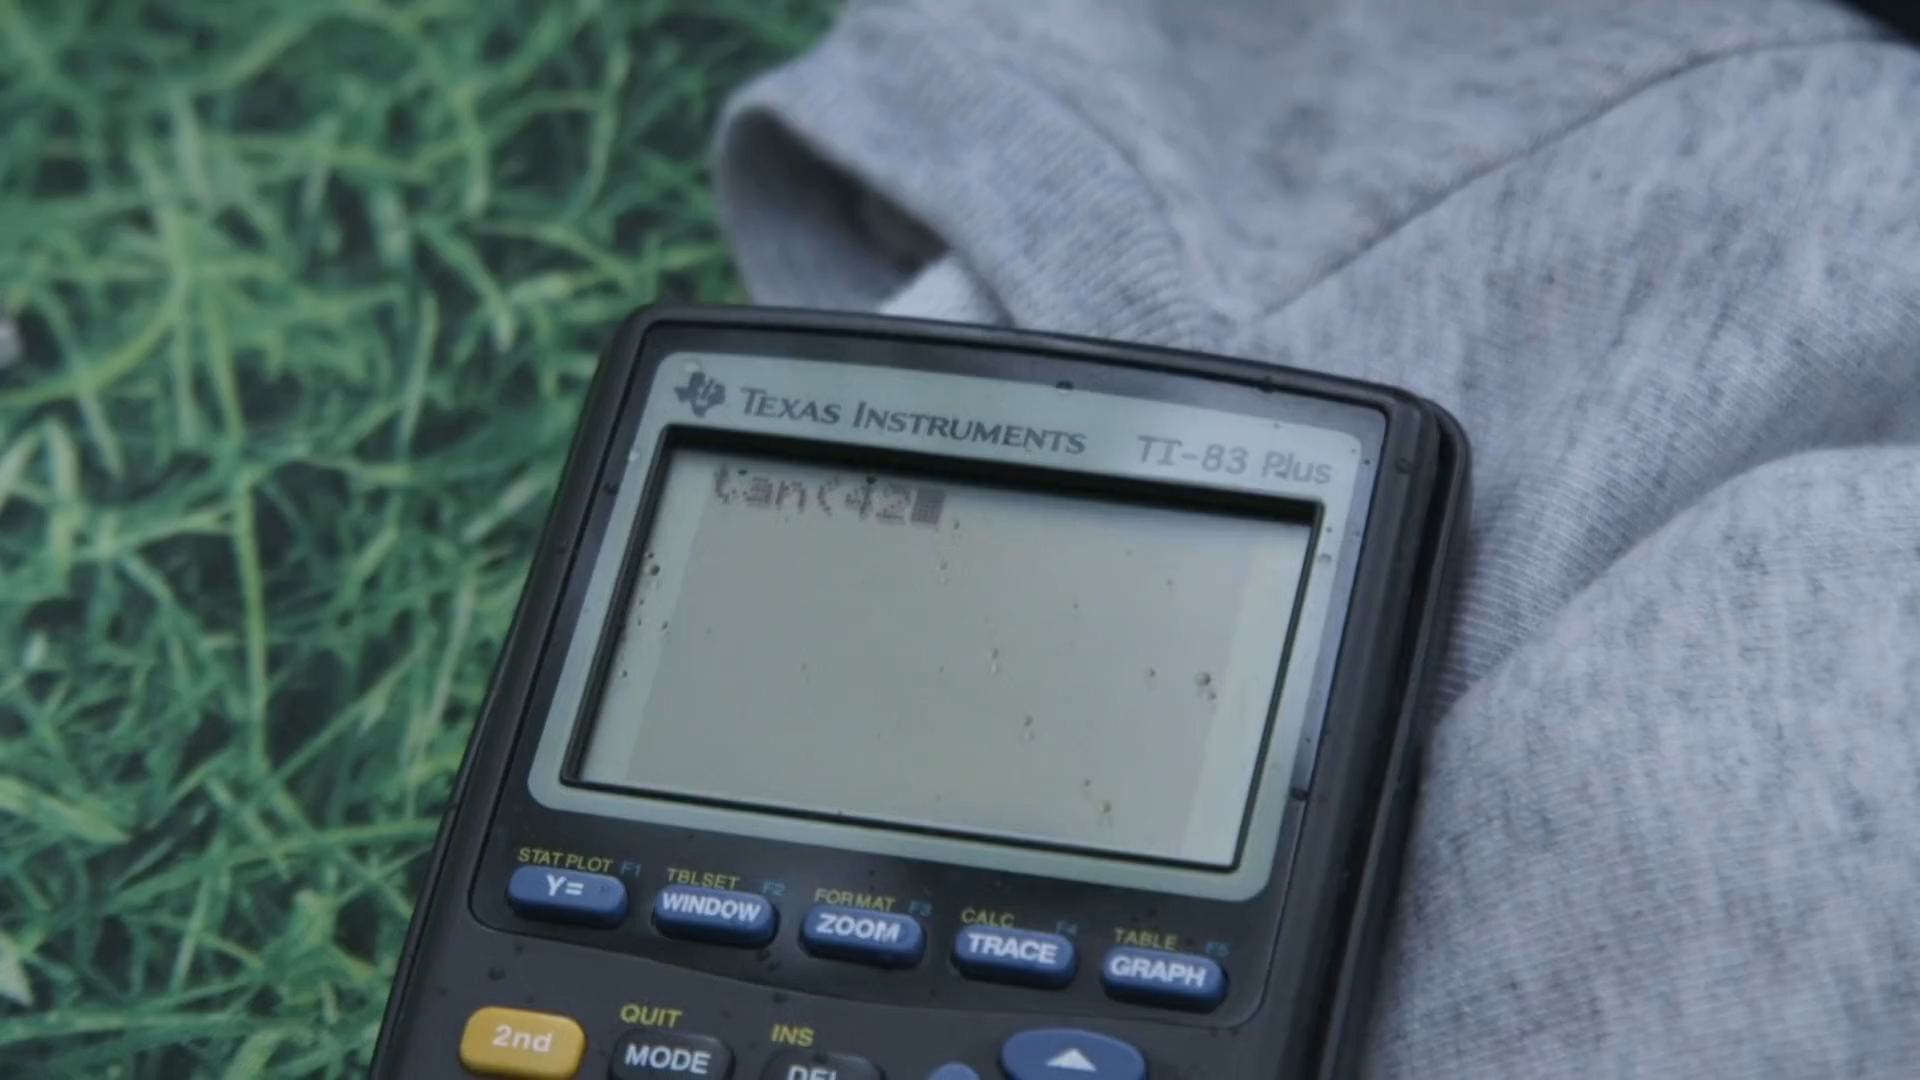 TEXAS INSTRUMENTS TI-83 Plus
tan(42
STAT PLOT F1 TBLSET F2 FORMAT F3 CALC F4 TABLE F5
Y= WINDOW ZOOM TRACE GRAPH
QUIT INS
2nd MODE DEL